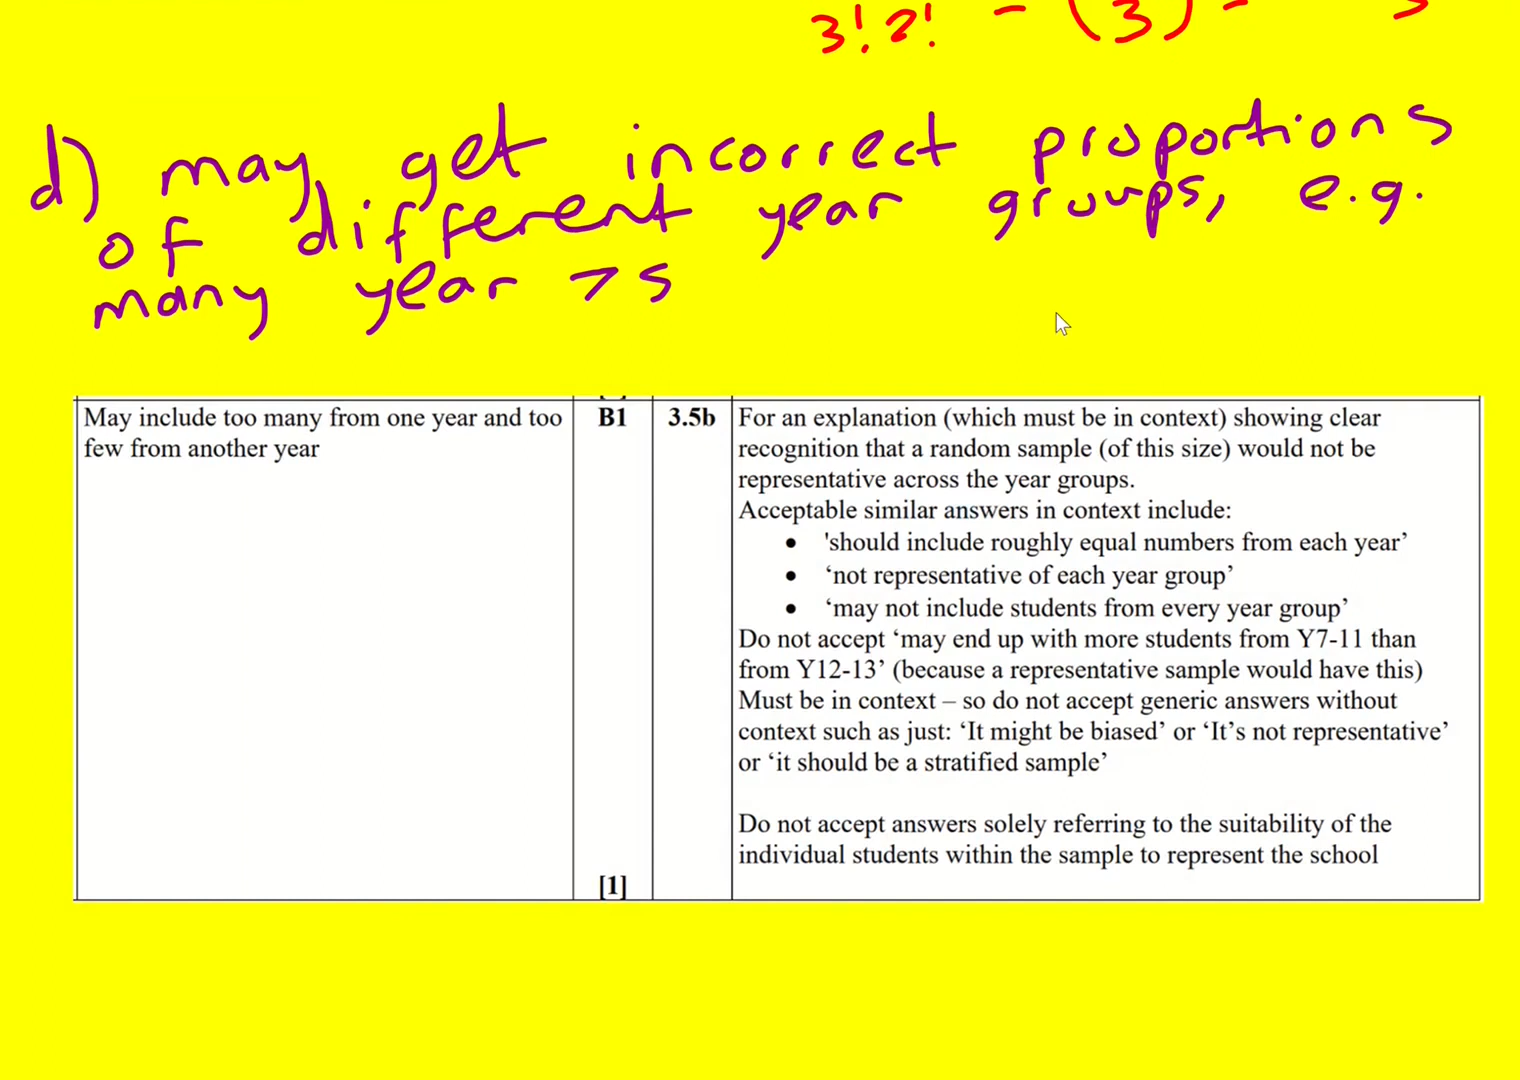 3!2! = (3) =
d) may get incorrect proportions
of different year groups, e.g.
many year 7s
May include too many from one year and too
few from another year
B1
3.5b
For an explanation (which must be in context) showing clear
recognition that a random sample (of this size) would not be
representative across the year groups.
Acceptable similar answers in context include:
• 'should include roughly equal numbers from each year’
• ‘not representative of each year group’
• ‘may not include students from every year group’
Do not accept ‘may end up with more students from Y7-11 than
from Y12-13’ (because a representative sample would have this)
Must be in context – so do not accept generic answers without
context such as just: ‘It might be biased’ or ‘It’s not representative’
or ‘it should be a stratified sample’
Do not accept answers solely referring to the suitability of the
individual students within the sample to represent the school
[1]